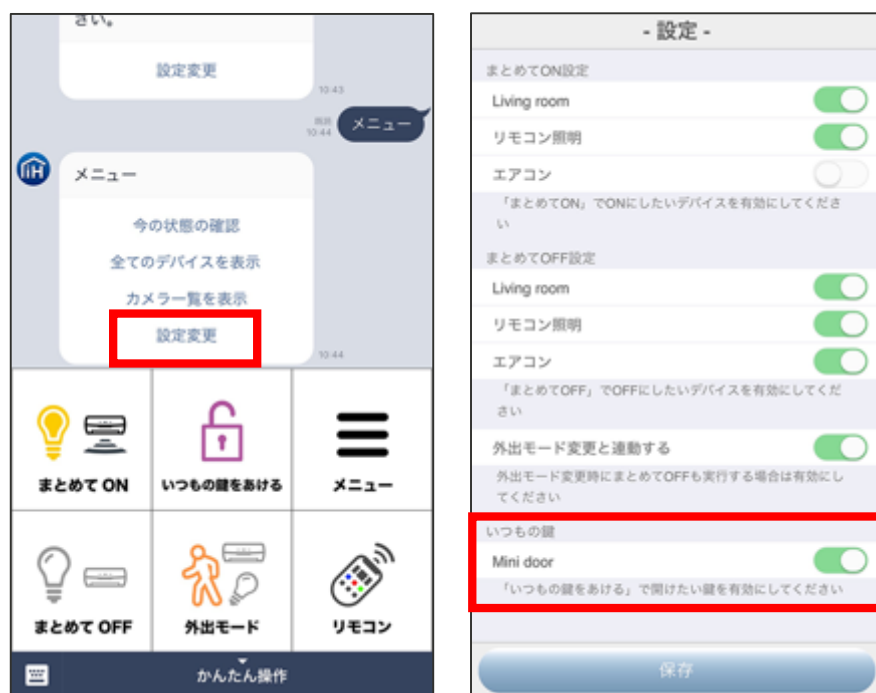 さい。
設定変更
10:43
既読
10:44
メニュー
iH
メニュー
今の状態の確認
全てのデバイスを表示
カメラ一覧を表示
設定変更
10:44
まとめて ON
いつもの鍵をあける
メニュー
まとめて OFF
外出モード
リモコン
かんたん操作
- 設定 -
まとめてON設定
Living room
リモコン照明
エアコン
「まとめてON」でONにしたいデバイスを有効にしてくださ
い
まとめてOFF設定
Living room
リモコン照明
エアコン
「まとめてOFF」でOFFにしたいデバイスを有効にしてくだ
さい
外出モード変更と連動する
外出モード変更時にまとめてOFFも実行する場合は有効にし
てください
いつもの鍵
Mini door
「いつもの鍵をあける」で開けたい鍵を有効にしてください
保存